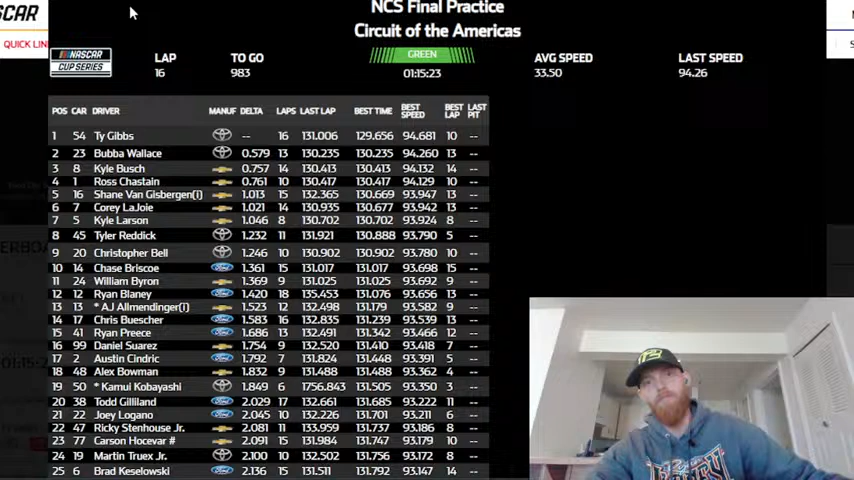 CAR
NCS Final Practice
Circuit of the Americas
QUICK LIN
NASCAR
CUP SERIES
LAP
16
TO GO
983
GREEN
01:15:23
AVG SPEED
33.50
LAST SPEED
94.26
POS CAR DRIVER MANUF DELTA LAPS LAST LAP BEST TIME BEST SPEED BEST LAP LAST PIT
1 54 Ty Gibbs -- 16 131.006 129.656 94.681 10 --
2 23 Bubba Wallace 0.579 13 130.235 130.235 94.260 13 --
3 8 Kyle Busch 0.757 14 130.413 130.413 94.132 14 --
4 1 Ross Chastain 0.761 10 130.417 130.417 94.129 10 --
5 16 Shane Van Gisbergen(i) 1.013 15 132.365 130.669 93.947 13 --
6 7 Corey LaJoie 1.021 14 130.935 130.677 93.942 13 --
7 5 Kyle Larson 1.046 8 130.702 130.702 93.924 8 --
8 45 Tyler Reddick 1.232 11 131.921 130.888 93.790 5 --
9 20 Christopher Bell 1.246 10 130.902 130.902 93.780 10 --
10 14 Chase Briscoe 1.361 15 131.017 131.017 93.698 15 --
11 24 William Byron 1.369 9 131.025 131.025 93.692 9 --
12 12 Ryan Blaney 1.420 18 135.453 131.076 93.656 13 --
13 13 * AJ Allmendinger(i) 1.523 12 132.498 131.179 93.582 9 --
14 17 Chris Buescher 1.583 16 132.835 131.239 93.539 13 --
15 41 Ryan Preece 1.686 13 132.491 131.342 93.466 12 --
16 99 Daniel Suarez 1.754 9 132.520 131.410 93.418 7 --
17 2 Austin Cindric 1.792 7 131.824 131.448 93.391 5 --
18 48 Alex Bowman 1.832 9 131.488 131.488 93.362 4 --
19 50 * Kamui Kobayashi 1.849 6 1756.843 131.505 93.350 3 --
20 38 Todd Gilliland 2.029 17 132.661 131.685 93.222 11 --
21 22 Joey Logano 2.045 10 132.226 131.701 93.211 6 --
22 47 Ricky Stenhouse Jr. 2.081 11 133.959 131.737 93.186 8 --
23 77 Carson Hocevar # 2.091 15 131.984 131.747 93.179 10 --
24 19 Martin Truex Jr. 2.100 10 132.502 131.756 93.172 8 --
25 6 Brad Keselowski 2.136 15 131.511 131.792 93.147 14 --
12